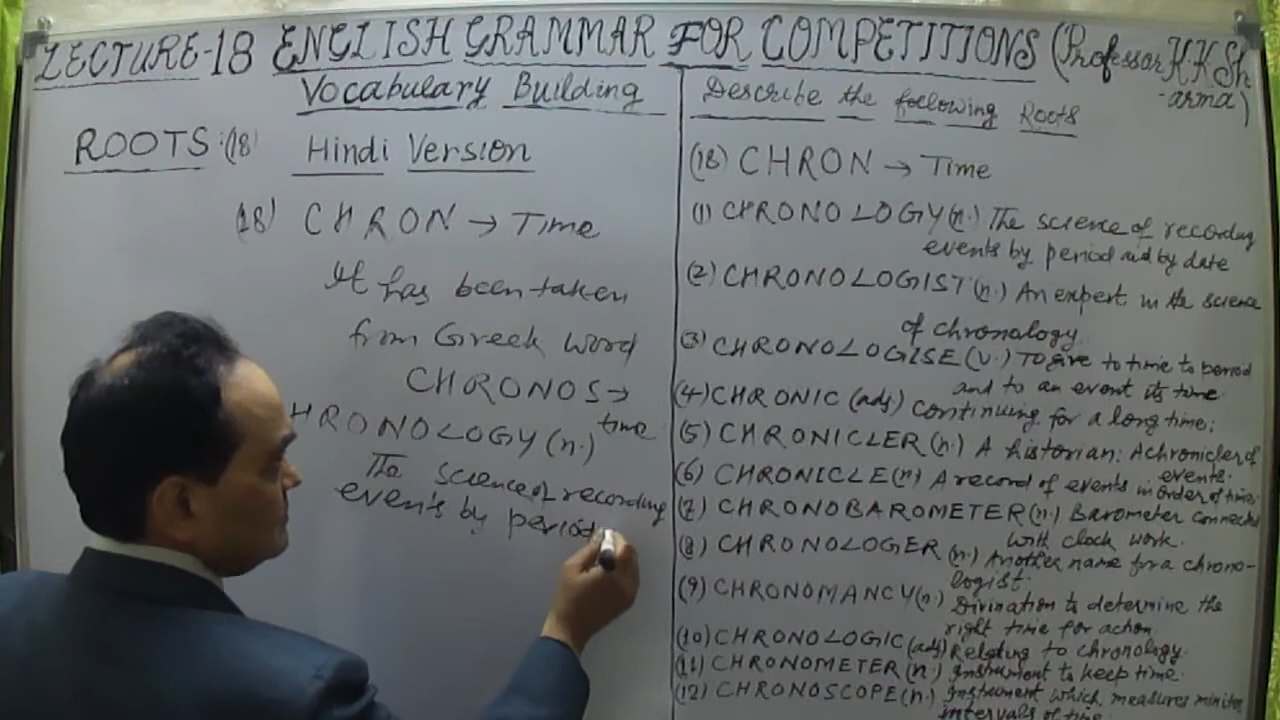 LECTURE-18 ENGLISH GRAMMAR FOR COMPETITIONS (Professor KK Sh
-arma)
Vocabulary Building
ROOTS :(18) Hindi Version
(18) CHRON → Time
It has been taken
from Greek word
CHRONOS →
time
HRONOLOGY (n.)
The science of recording
events by period
Describe the following Roots
(18) CHRON → Time
(1) CHRONOLOGY (n.) The science of recording
events by period and by date
(2) CHRONOLOGIST (n.) An expert in the science
of chronalogy
(3) CHRONOLOGISE (v.) To give to time to period
and to an event its time
(4) CHRONIC (adj) continuing for a long time:
(5) CHRONICLER (n.) A historian: A chronicler of
events.
(6) CHRONICLE (n) A record of events in order of time
(7) CHRONOBAROMETER (n.) Barometer connected
with clock work.
(8) CHRONOLOGER (n.) Another name for a chrono-
logist.
(9) CHRONOMANCY (n.) Divination to determine the
right time for action
(10) CHRONOLOGIC (adj) Relating to chronology.
(11) CHRONOMETER (n.) Instrument to keep time.
(12) CHRONOSCOPE (n.) Instrument which measures minutes
intervals of time